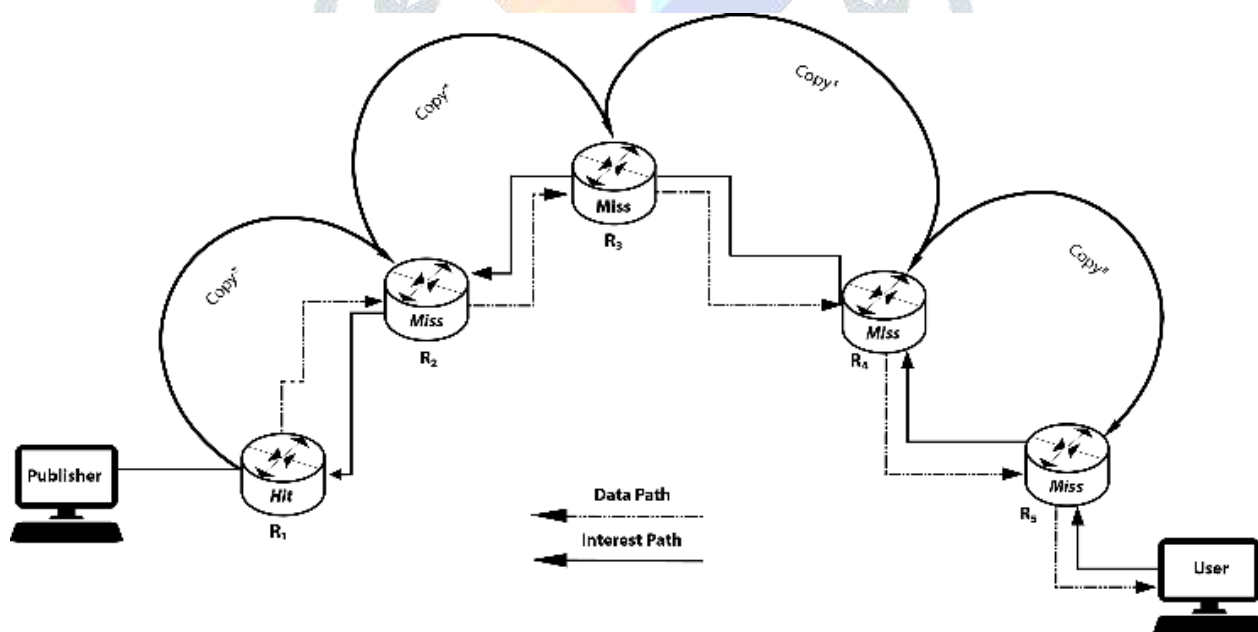 Copy*
Copy*
Miss
R₃
Copy*
Copy*
Miss
R₂
Miss
R₄
Publisher
Hit
R₁
Data Path
Interest Path
Miss
R₅
User